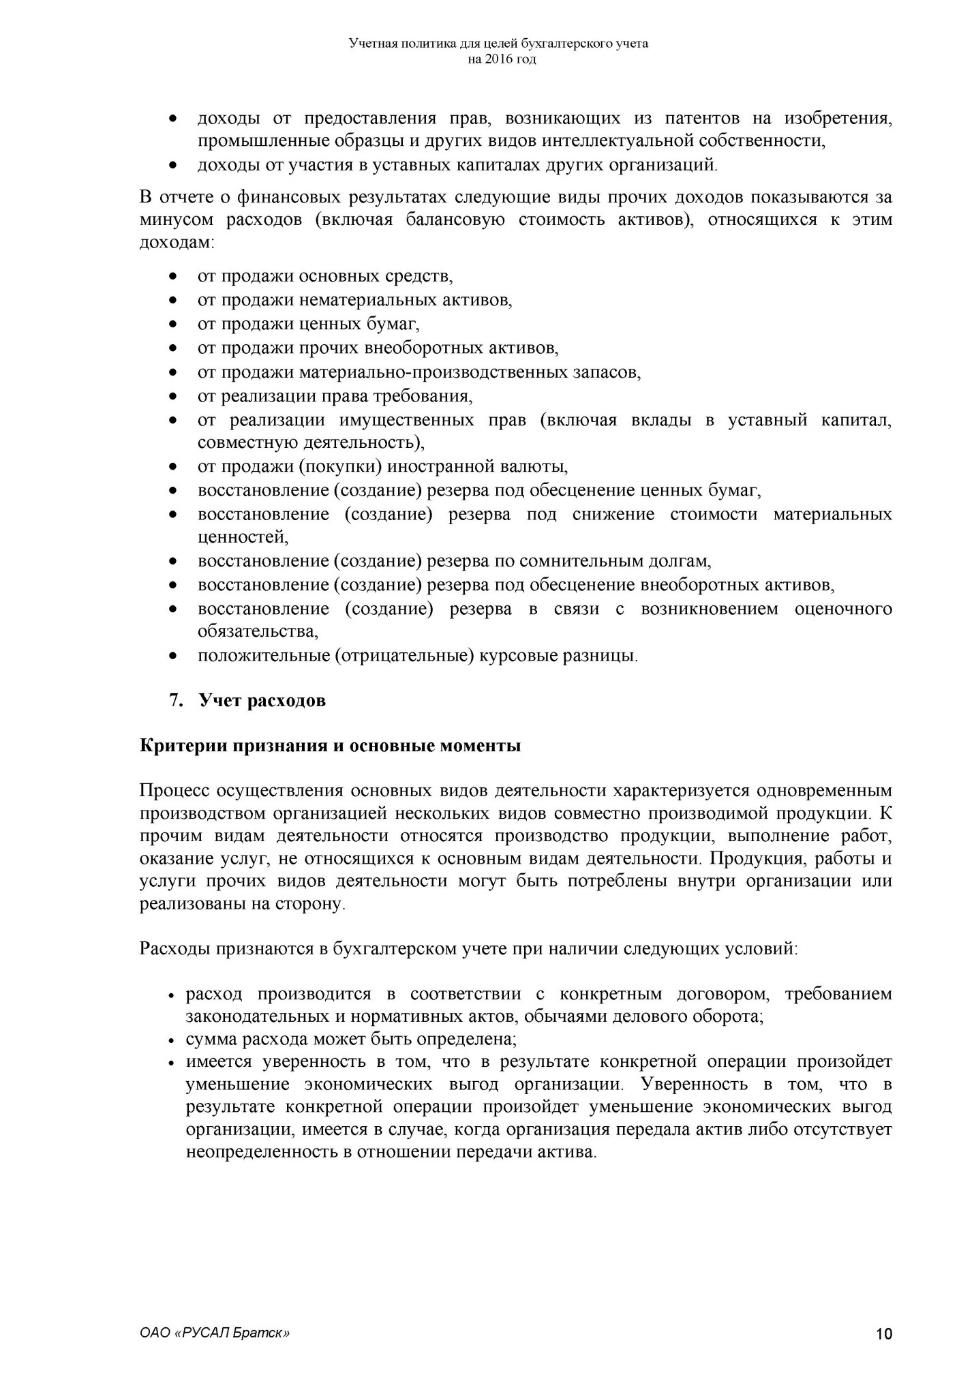 Учетная политика для целей бухгалтерского учета
на 2016 год
• доходы от предоставления прав, возникающих из патентов на изобретения,
промышленные образцы и других видов интеллектуальной собственности,
• доходы от участия в уставных капиталах других организаций.
В отчете о финансовых результатах следующие виды прочих доходов показываются за
минусом расходов (включая балансовую стоимость активов), относящихся к этим
доходам:
• от продажи основных средств,
• от продажи нематериальных активов,
• от продажи ценных бумаг,
• от продажи прочих внеоборотных активов,
• от продажи материально-производственных запасов,
• от реализации права требования,
• от реализации имущественных прав (включая вклады в уставный капитал,
совместную деятельность),
• от продажи (покупки) иностранной валюты,
• восстановление (создание) резерва под обесценение ценных бумаг,
• восстановление (создание) резерва под снижение стоимости материальных
ценностей,
• восстановление (создание) резерва по сомнительным долгам,
• восстановление (создание) резерва под обесценение внеоборотных активов,
• восстановление (создание) резерва в связи с возникновением оценочного
обязательства,
• положительные (отрицательные) курсовые разницы.
7. Учет расходов
Критерии признания и основные моменты
Процесс осуществления основных видов деятельности характеризуется одновременным
производством организацией нескольких видов совместно производимой продукции. К
прочим видам деятельности относятся производство продукции, выполнение работ,
оказание услуг, не относящихся к основным видам деятельности. Продукция, работы и
услуги прочих видов деятельности могут быть потреблены внутри организации или
реализованы на сторону.
Расходы признаются в бухгалтерском учете при наличии следующих условий:
• расход производится в соответствии с конкретным договором, требованием
законодательных и нормативных актов, обычаями делового оборота;
• сумма расхода может быть определена;
• имеется уверенность в том, что в результате конкретной операции произойдет
уменьшение экономических выгод организации. Уверенность в том, что в
результате конкретной операции произойдет уменьшение экономических выгод
организации, имеется в случае, когда организация передала актив либо отсутствует
неопределенность в отношении передачи актива.
ОАО «РУСАЛ Братск»
10